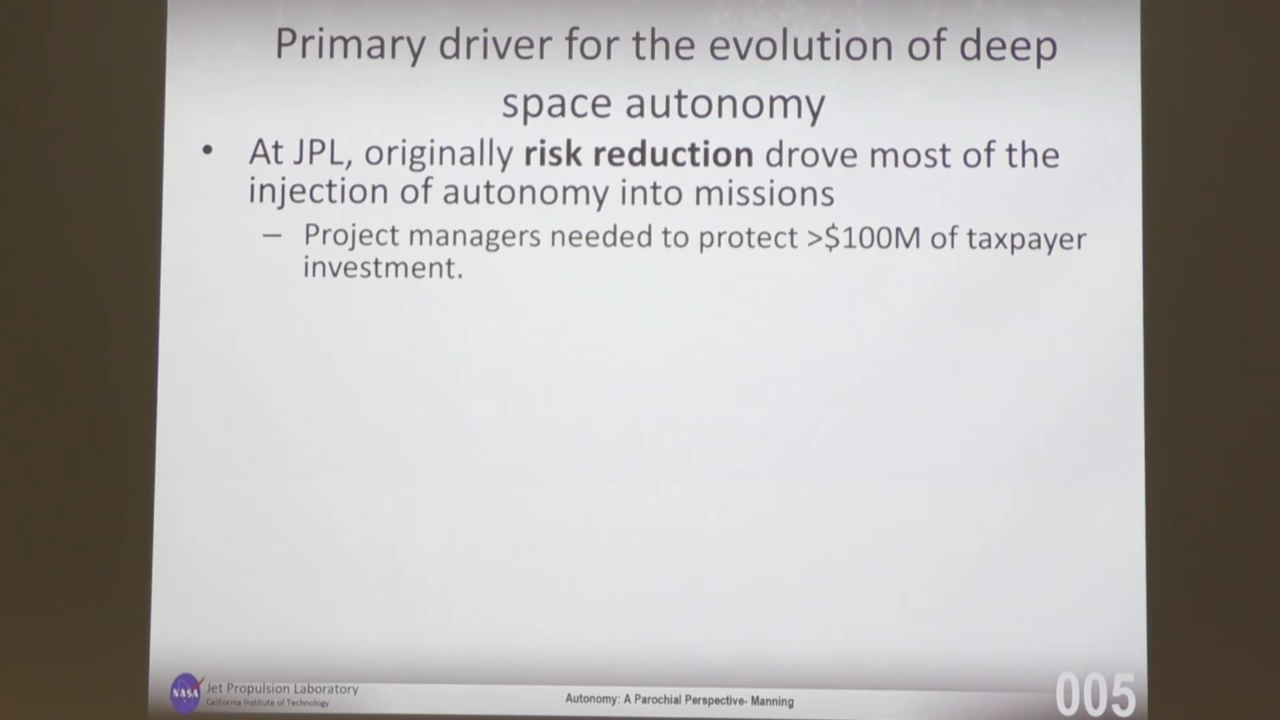 Primary driver for the evolution of deep
space autonomy
• At JPL, originally risk reduction drove most of the
injection of autonomy into missions
– Project managers needed to protect >$100M of taxpayer
investment.
NASA
Jet Propulsion Laboratory
California Institute of Technology
Autonomy: A Parochial Perspective- Manning
005